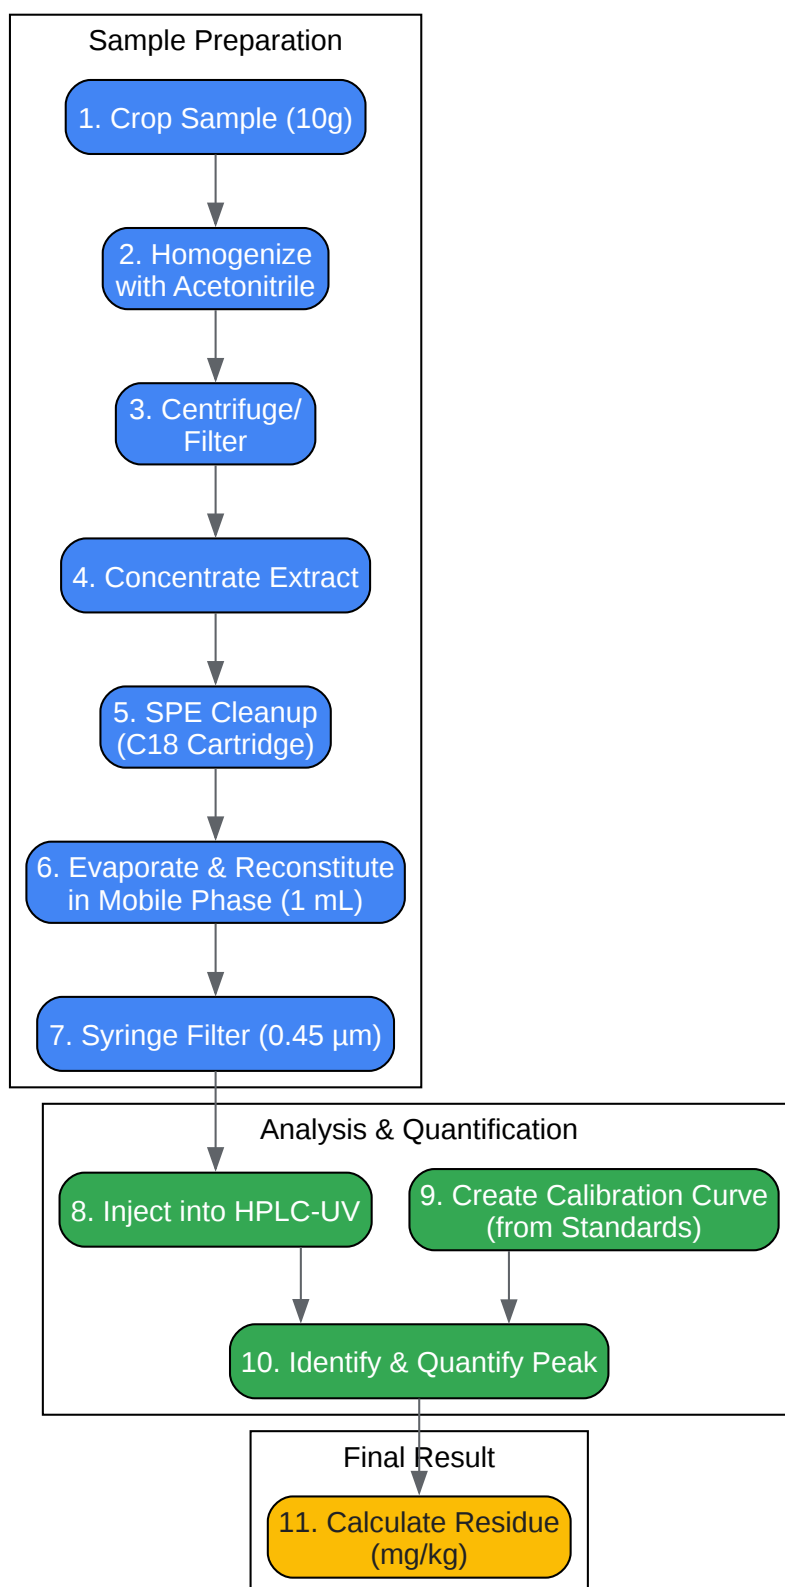 Sample Preparation
1. Crop Sample (10g)
2. Homogenize
with Acetonitrile
3. Centrifuge/
Filter
4. Concentrate Extract
5. SPE Cleanup
(C18 Cartridge)
6. Evaporate & Reconstitute
in Mobile Phase (1 mL)
7. Syringe Filter (0.45 µm)
Analysis & Quantification
8. Inject into HPLC-UV
9. Create Calibration Curve
(from Standards)
10. Identify & Quantify Peak
Final Result
11. Calculate Residue
(mg/kg)